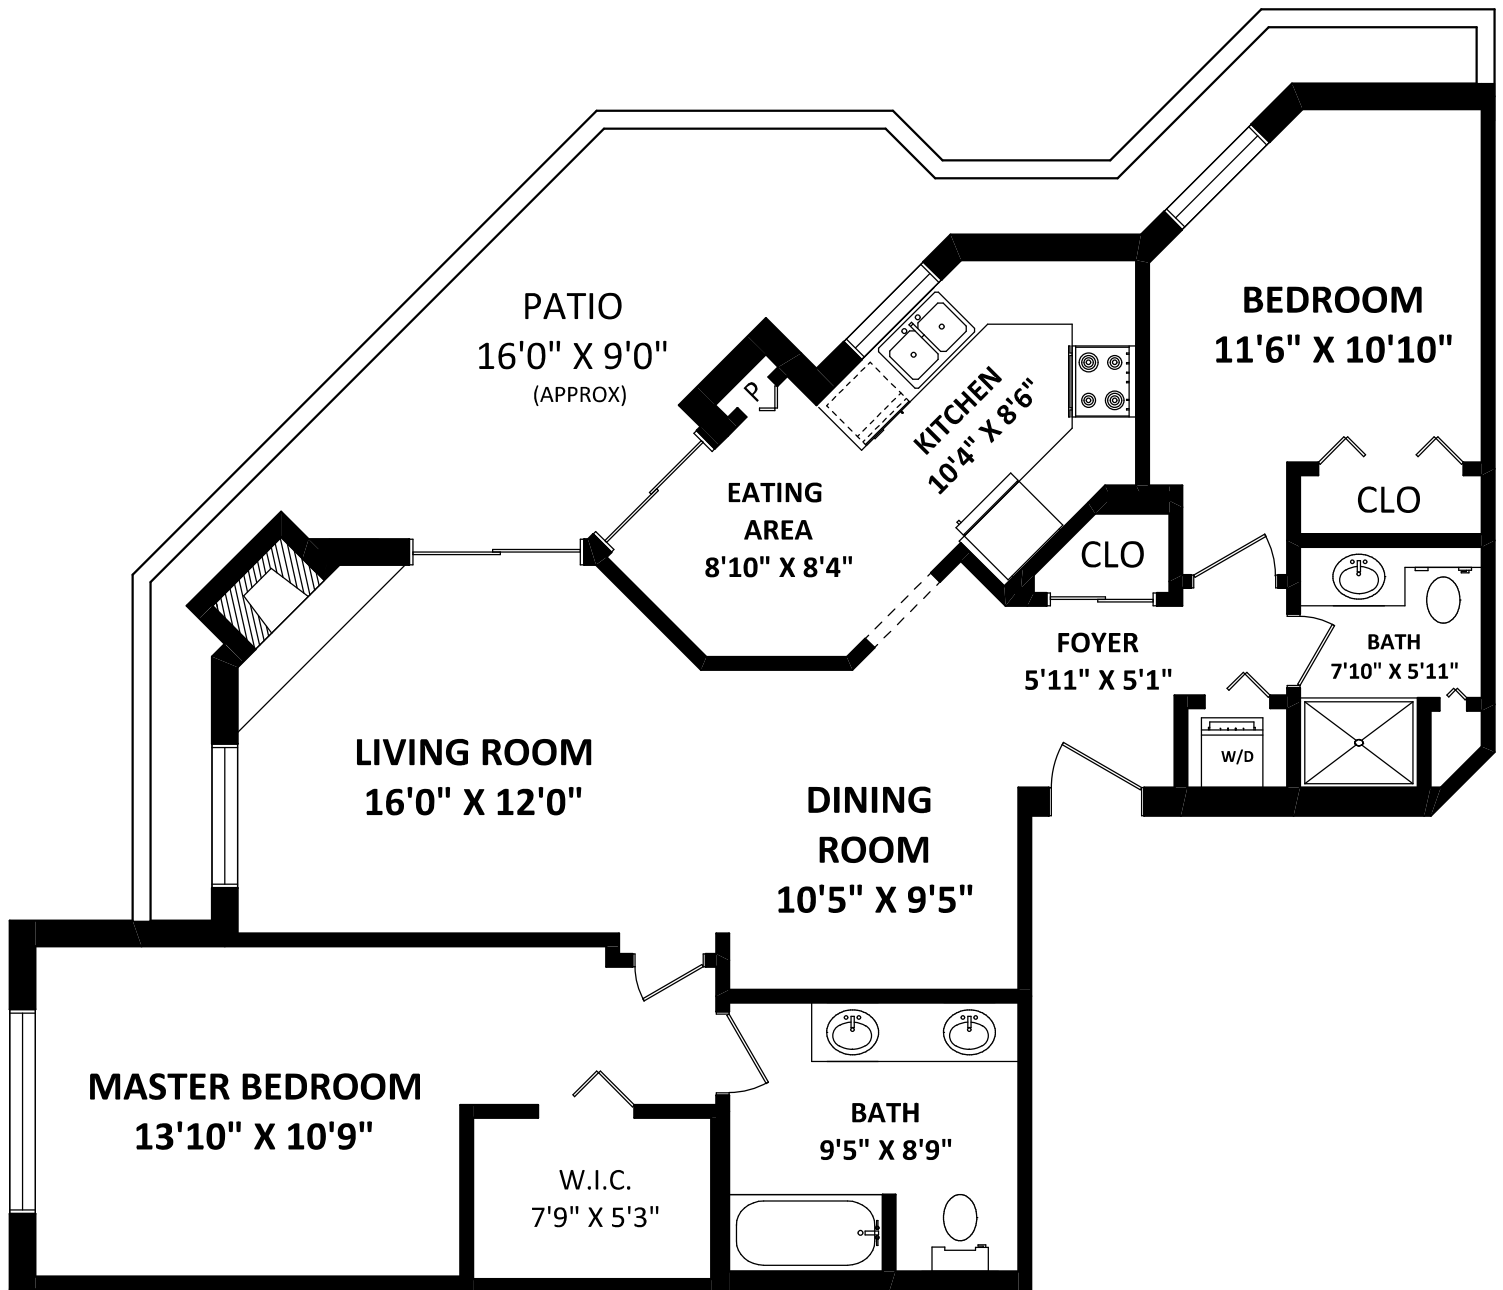 PATIO
16'0" X 9'0"
(APPROX)
BEDROOM
11'6" X 10'10"
P
KITCHEN
10'4" X 8'6"
EATING
AREA
8'10" X 8'4"
CLO
CLO
FOYER
5'11" X 5'1"
BATH
7'10" X 5'11"
W/D
LIVING ROOM
16'0" X 12'0"
DINING
ROOM
10'5" X 9'5"
MASTER BEDROOM
13'10" X 10'9"
W.I.C.
7'9" X 5'3"
BATH
9'5" X 8'9"